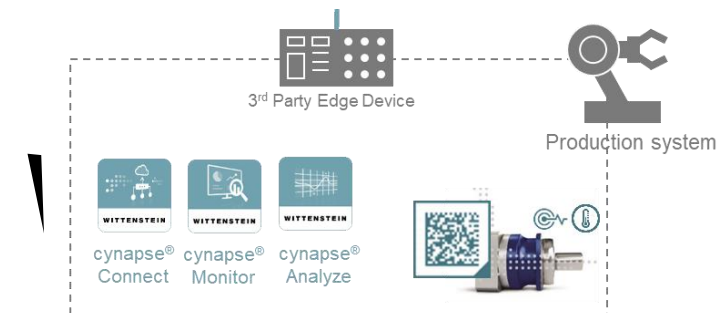 3rd Party Edge Device
Production system
WITTENSTEIN
WITTENSTEIN
WITTENSTEIN
cynapse® cynapse® cynapse®
Connect Monitor Analyze